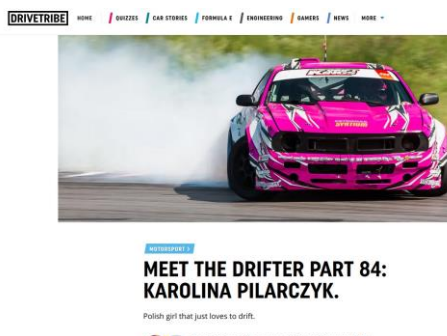 DRIVETRIBE HOME QUIZZES CAR STORIES FORMULA E ENGINEERING GAMERS NEWS MORE
MOTORSPORT >
MEET THE DRIFTER PART 84:
KAROLINA PILARCZYK.
Polish girl that just loves to drift.